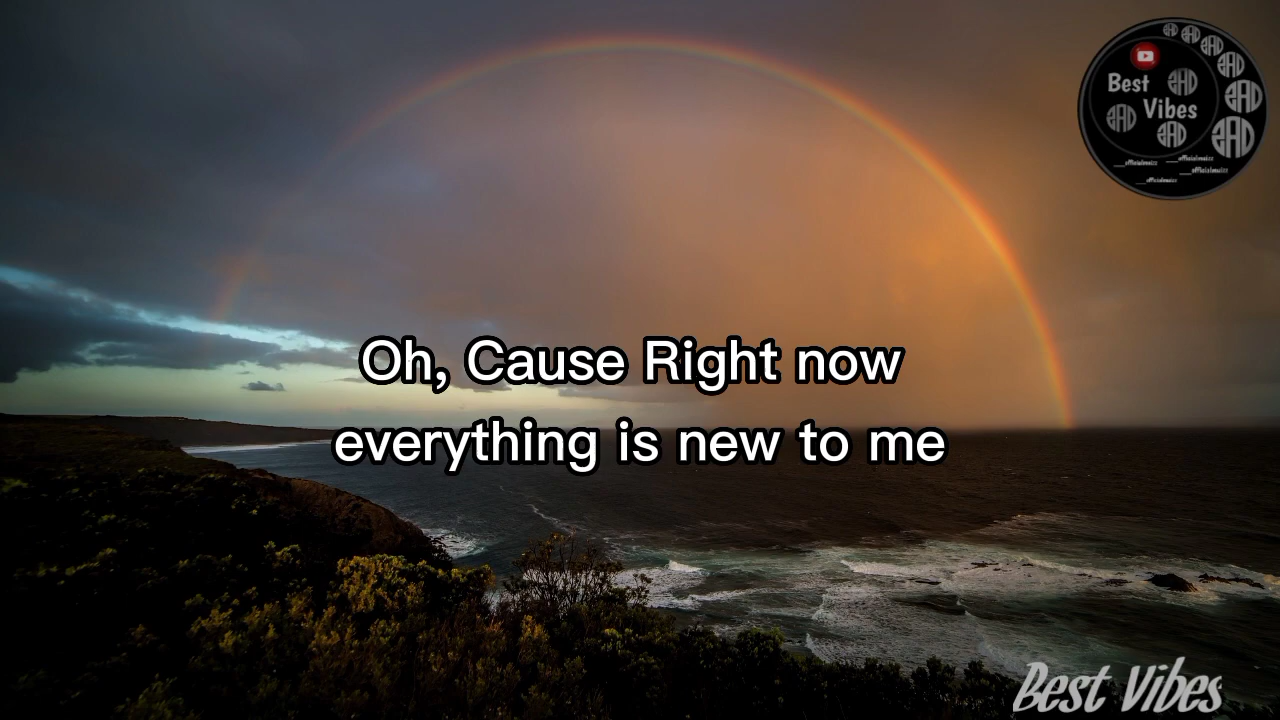 Best
Vibes
Oh, Cause Right now
everything is new to me
Best Vibes